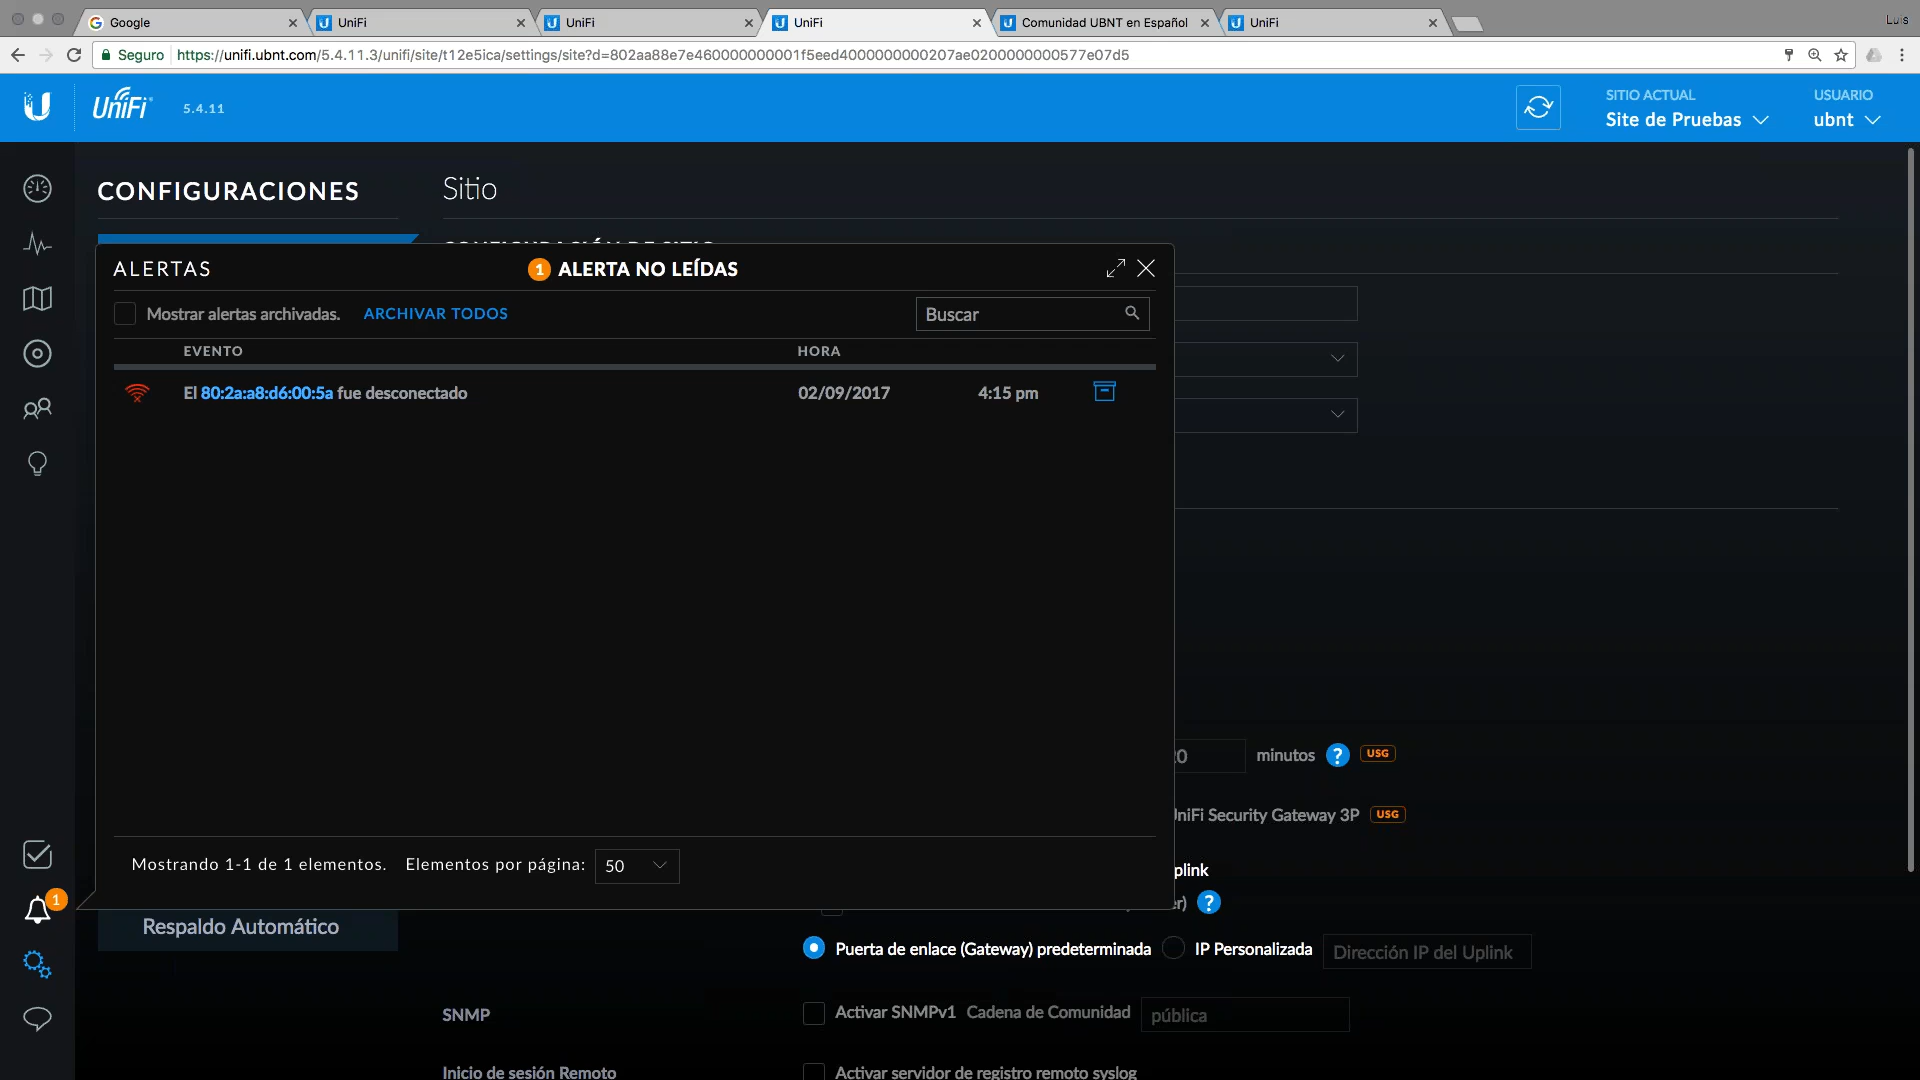 Google
UniFi
UniFi
UniFi
Comunidad UBNT en Español
UniFi
Luis
Seguro
https://unifi.ubnt.com/5.4.11.3/unifi/site/t12e5ica/settings/site?d=802aa88e7e460000000001f5eed4000000000207ae0200000000577e07d5
UniFi
5.4.11
SITIO ACTUAL
Site de Pruebas
USUARIO
ubnt
CONFIGURACIONES
Sitio
CONFIGURACIÓN DE SITIO
ALERTAS
1 ALERTA NO LEÍDAS
Mostrar alertas archivadas.
ARCHIVAR TODOS
Buscar
EVENTO
HORA
El 80:2a:a8:d6:00:5a fue desconectado
02/09/2017
4:15 pm
minutos
?
USG
UniFi Security Gateway 3P
USG
Mostrando 1-1 de 1 elementos.
Elementos por página:
50
plink
1
er)
?
Respaldo Automático
Puerta de enlace (Gateway) predeterminada
IP Personalizada
Dirección IP del Uplink
SNMP
Activar SNMPv1
Cadena de Comunidad
pública
Inicio de sesión Remoto
Activar servidor de registro remoto syslog